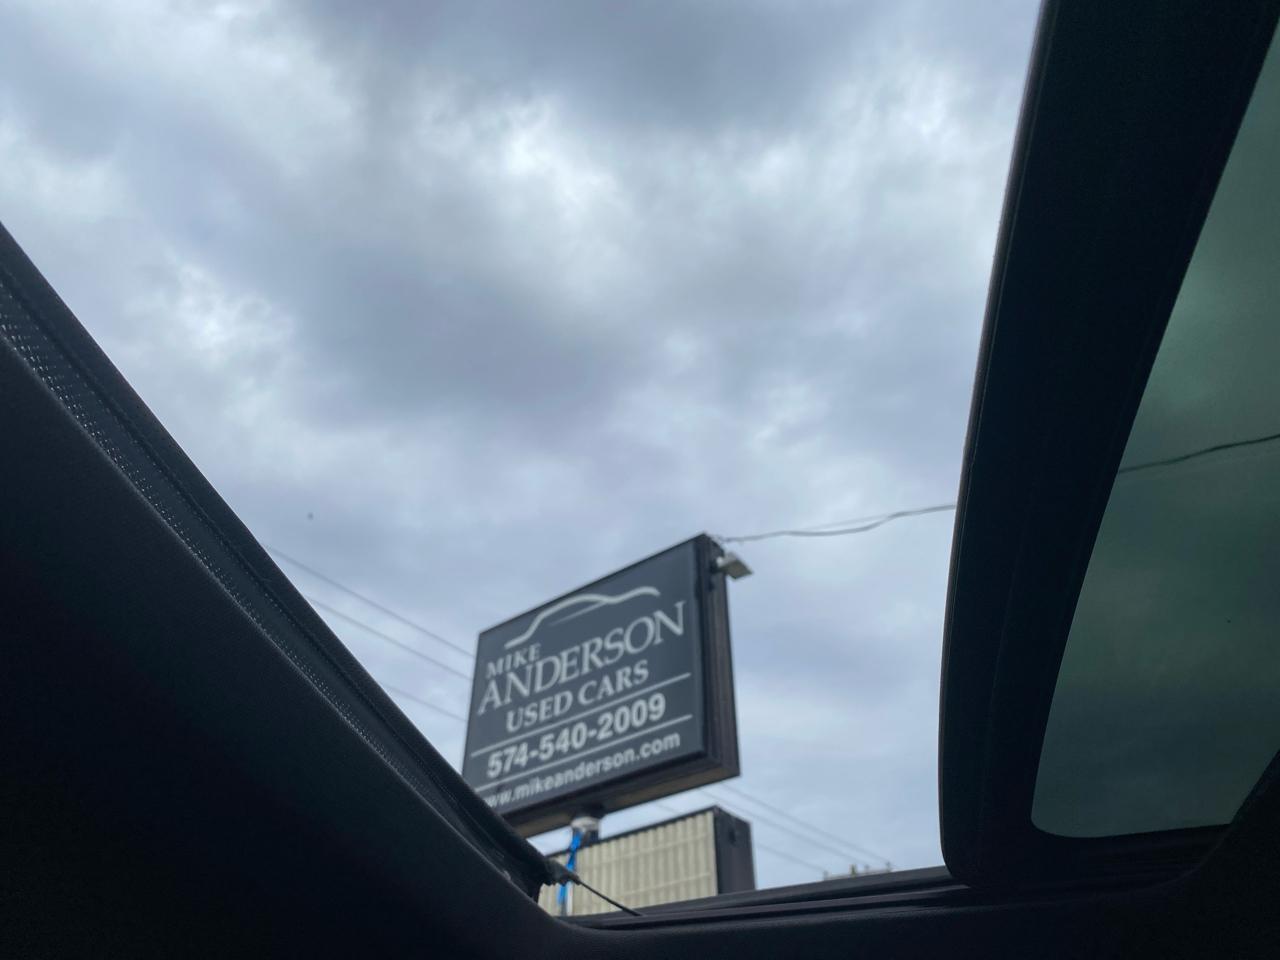 MIKE
ANDERSON
USED CARS
574-540-2009
www.mikeanderson.com